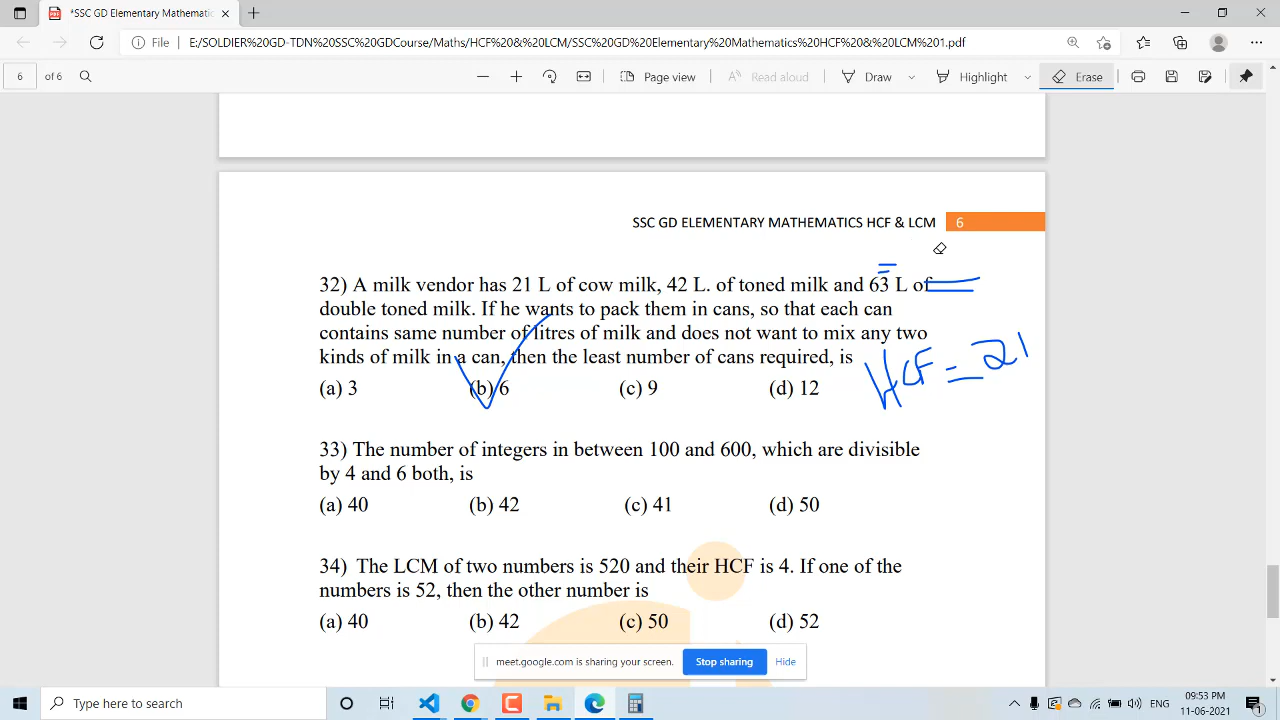 *SSC GD Elementary Mathematic
File
E:/SOLDIER%20GD-TDN%20SSC%20GDCourse/Maths/HCF%20&%20LCM/SSC%20GD%20Elementary%20Mathematics%20HCF%20&%20LCM%201.pdf
6 of 6 Page view Read aloud Draw Highlight Erase
SSC GD ELEMENTARY MATHEMATICS HCF & LCM 6
32) A milk vendor has 21 L of cow milk, 42 L. of toned milk and 63 L of
double toned milk. If he wants to pack them in cans, so that each can
contains same number of litres of milk and does not want to mix any two
kinds of milk in a can, then the least number of cans required, is
HCF = 21
(a) 3 (b) 6 (c) 9 (d) 12
33) The number of integers in between 100 and 600, which are divisible
by 4 and 6 both, is
(a) 40 (b) 42 (c) 41 (d) 50
34) The LCM of two numbers is 520 and their HCF is 4. If one of the
numbers is 52, then the other number is
(a) 40 (b) 42 (c) 50 (d) 52
meet.google.com is sharing your screen. Stop sharing Hide
Type here to search
ENG
09:53 PM
11-06-2021
1